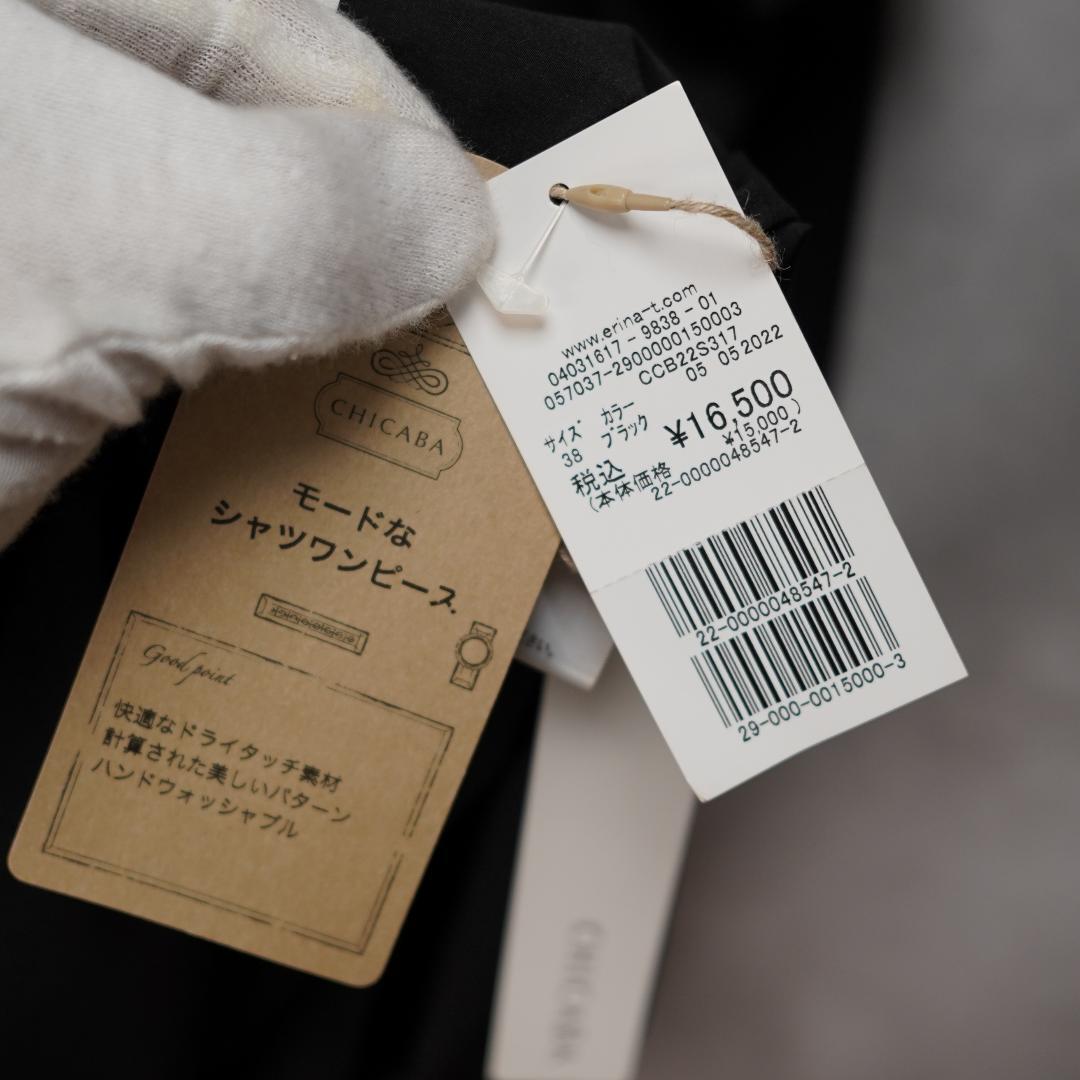 CHICABA
モードな
シャツワンピース
Good point
快適なドライタッチ素材
計算された美しいパターン
ハンドウォッシャブル
www.erina-t.com
04031617-9838-01
057037-2900000150003
CCB22S317
05 052022
サイズ カラー
38 ブラック
¥16,500
税込
(本体価格 ¥15,000)
22-0000048547-2
22-0000048547-2
29-000-0015000-3
CHICABA